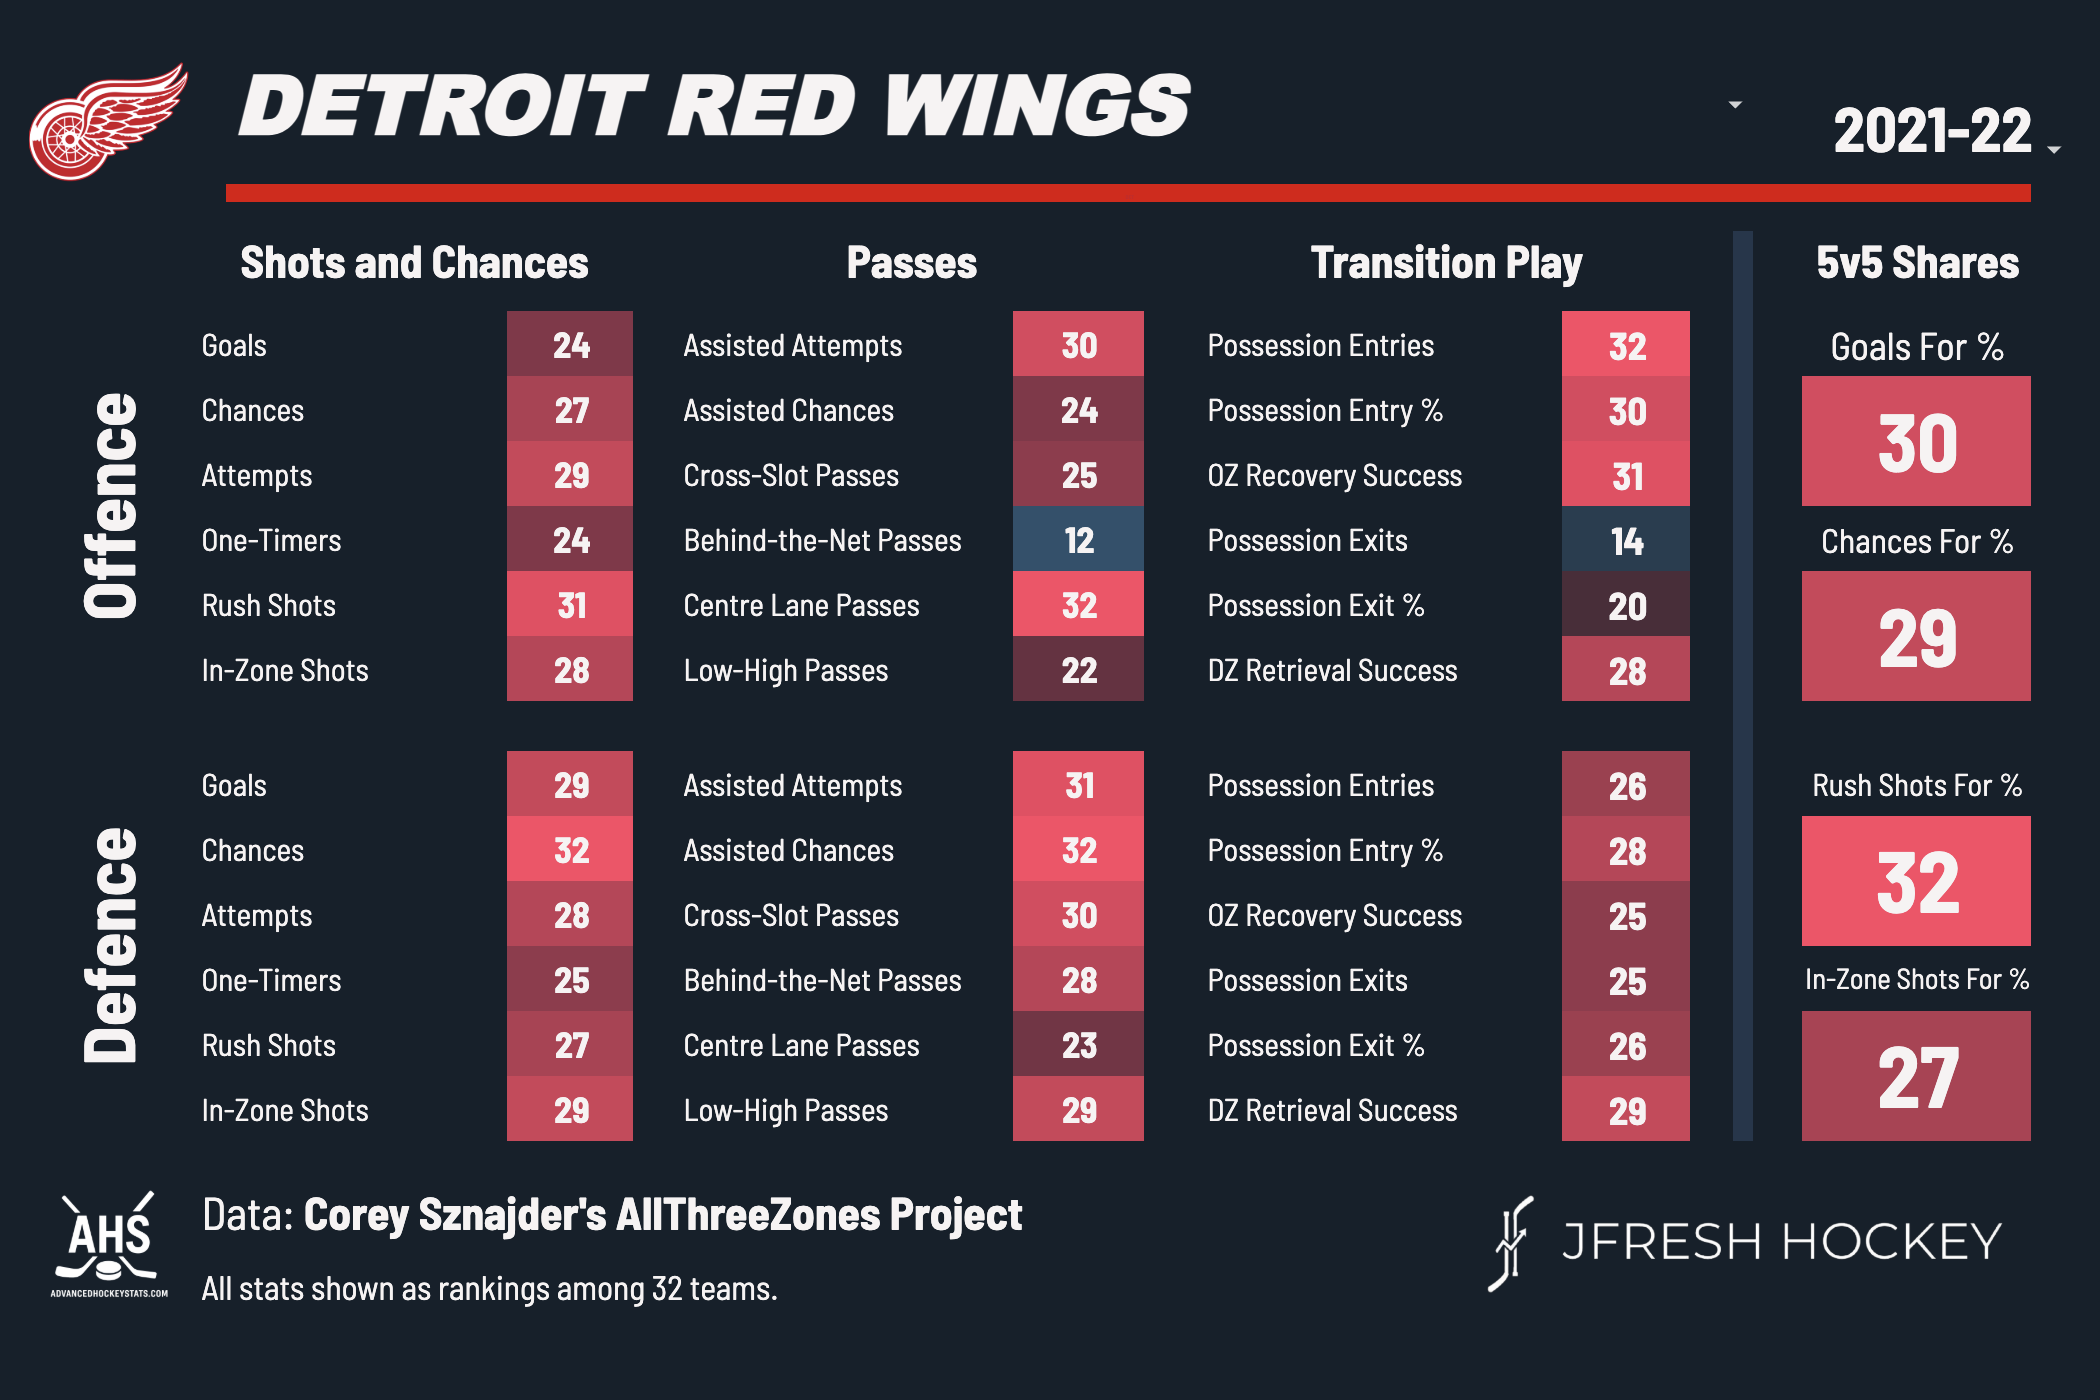 DETROIT RED WINGS
2021-22
Shots and Chances
Passes
Transition Play
5v5 Shares
Offence
Goals 24
Chances 27
Attempts 29
One-Timers 24
Rush Shots 31
In-Zone Shots 28
Assisted Attempts 30
Assisted Chances 24
Cross-Slot Passes 25
Behind-the-Net Passes 12
Centre Lane Passes 32
Low-High Passes 22
Possession Entries 32
Possession Entry % 30
OZ Recovery Success 31
Possession Exits 14
Possession Exit % 20
DZ Retrieval Success 28
Goals For %
30
Chances For %
29
Defence
Goals 29
Chances 32
Attempts 28
One-Timers 25
Rush Shots 27
In-Zone Shots 29
Assisted Attempts 31
Assisted Chances 32
Cross-Slot Passes 30
Behind-the-Net Passes 28
Centre Lane Passes 23
Low-High Passes 29
Possession Entries 26
Possession Entry % 28
OZ Recovery Success 25
Possession Exits 25
Possession Exit % 26
DZ Retrieval Success 29
Rush Shots For %
32
In-Zone Shots For %
27
AHS
ADVANCEDHOCKEYSTATS.COM
Data: Corey Sznajder's AllThreeZones Project
All stats shown as rankings among 32 teams.
JFRESH HOCKEY